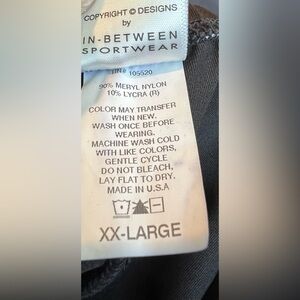 COPYRIGHT © DESIGNS
by
IN-BETWEEN
SPORTWEAR
RN# 105520
90% MERYL NYLON
10% LYCRA (R)
COLOR MAY TRANSFER
WHEN NEW.
WASH ONCE BEFORE
WEARING.
MACHINE WASH COLD
WITH LIKE COLORS,
GENTLE CYCLE
DO NOT BLEACH,
LAY FLAT TO DRY.
MADE IN U.S.A
XX-LARGE